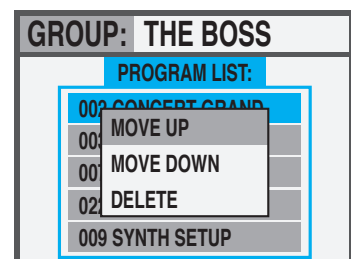 GROUP: THE BOSS
PROGRAM LIST:
002 CONCERT GRAND
MOVE UP
MOVE DOWN
DELETE
009 SYNTH SETUP